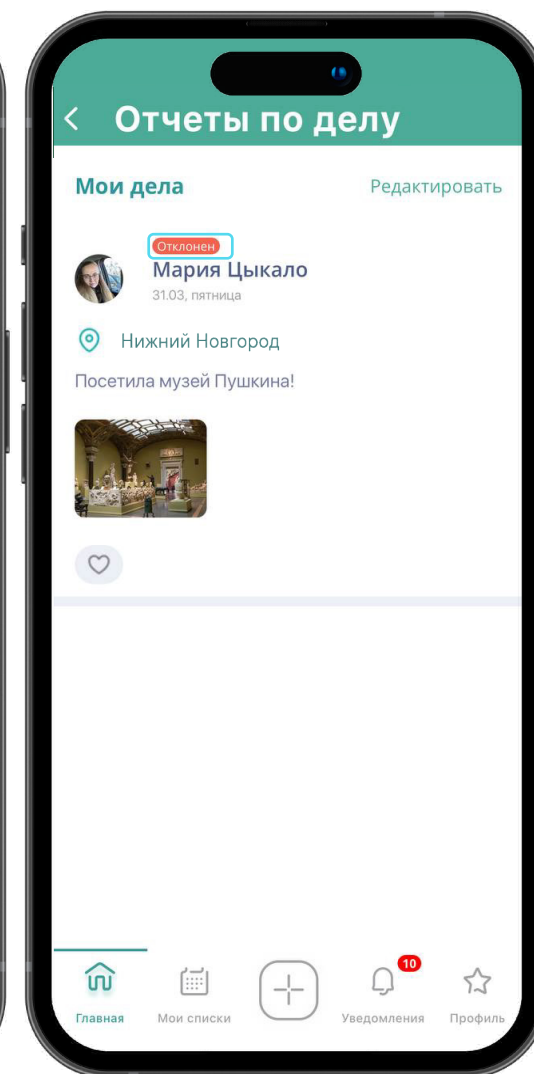 Отчеты по делу
Мои дела Редактировать
Отклонен
Мария Цыкало
31.03, пятница
Нижний Новгород
Посетила музей Пушкина!
10
Главная Мои списки Уведомления Профиль